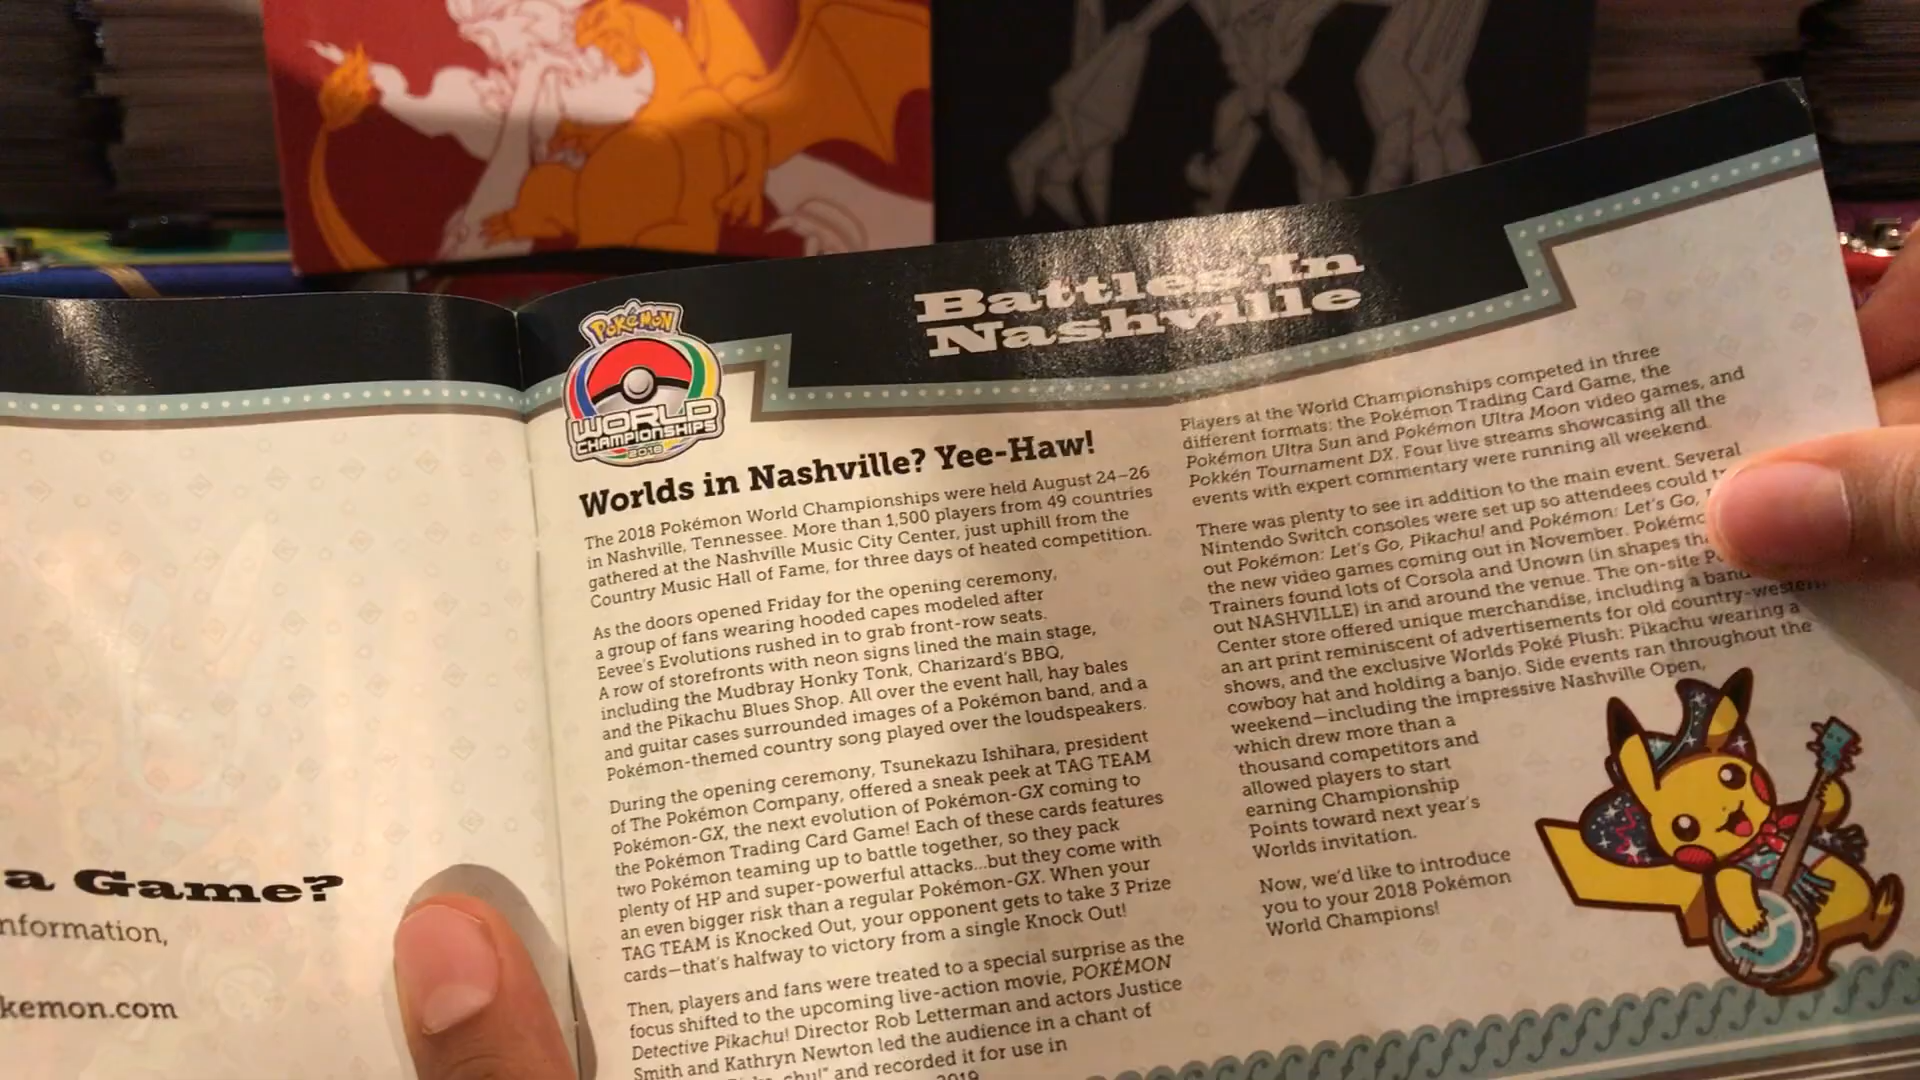 a Game?
nformation,
kemon.com
POKéMON
WORLD
CHAMPIONSHIPS
2018
Battles In
Nashville
Worlds in Nashville? Yee-Haw!
The 2018 Pokémon World Championships were held August 24–26
in Nashville, Tennessee. More than 1,500 players from 49 countries
gathered at the Nashville Music City Center, just uphill from the
Country Music Hall of Fame, for three days of heated competition.
As the doors opened Friday for the opening ceremony,
a group of fans wearing hooded capes modeled after
Eevee's Evolutions rushed in to grab front-row seats.
A row of storefronts with neon signs lined the main stage,
including the Mudbray Honky Tonk, Charizard's BBQ,
and the Pikachu Blues Shop. All over the event hall, hay bales
and guitar cases surrounded images of a Pokémon band, and a
Pokémon-themed country song played over the loudspeakers.
During the opening ceremony, Tsunekazu Ishihara, president
of The Pokémon Company, offered a sneak peek at TAG TEAM
Pokémon-GX, the next evolution of Pokémon-GX coming to
the Pokémon Trading Card Game! Each of these cards features
two Pokémon teaming up to battle together, so they pack
plenty of HP and super-powerful attacks...but they come with
an even bigger risk than a regular Pokémon-GX. When your
TAG TEAM is Knocked Out, your opponent gets to take 3 Prize
cards—that's halfway to victory from a single Knock Out!
Then, players and fans were treated to a special surprise as the
focus shifted to the upcoming live-action movie, POKÉMON
Detective Pikachu! Director Rob Letterman and actors Justice
Smith and Kathryn Newton led the audience in a chant of
chu!" and recorded it for use in
2019
Players at the World Championships competed in three
different formats: the Pokémon Trading Card Game, the
Pokémon Ultra Sun and Pokémon Ultra Moon video games, and
Pokkén Tournament DX. Four live streams showcasing all the
events with expert commentary were running all weekend.
There was plenty to see in addition to the main event. Several
Nintendo Switch consoles were set up so attendees could
out Pokémon: Let's Go, Pikachu! and Pokémon: Let's Go,
the new video games coming out in November. Pokémo
Trainers found lots of Corsola and Unown (in shapes
out NASHVILLE) in and around the venue. The on-site
Center store offered unique merchandise, including a
an art print reminiscent of advertisements for old country-western
shows, and the exclusive Worlds Poké Plush: Pikachu wearing a
cowboy hat and holding a banjo. Side events ran throughout the
weekend—including the impressive Nashville Open,
which drew more than a
thousand competitors and
allowed players to start
earning Championship
Points toward next year's
Worlds invitation.
Now, we'd like to introduce
you to your 2018 Pokémon
World Champions!